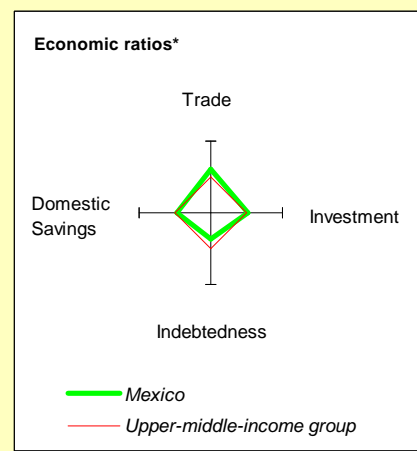 Economic ratios*
Trade
Domestic
Savings
Investment
Indebtedness
Mexico
Upper-middle-income group